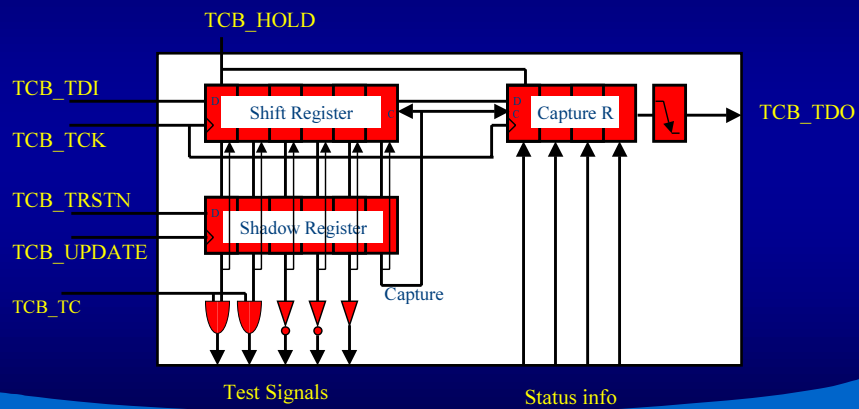 TCB_HOLD
TCB_TDI
D
Shift Register
C
D
C
Capture R
TCB_TDO
TCB_TCK
TCB_TRSTN
D
Shadow Register
TCB_UPDATE
Capture
TCB_TC
Test Signals
Status info